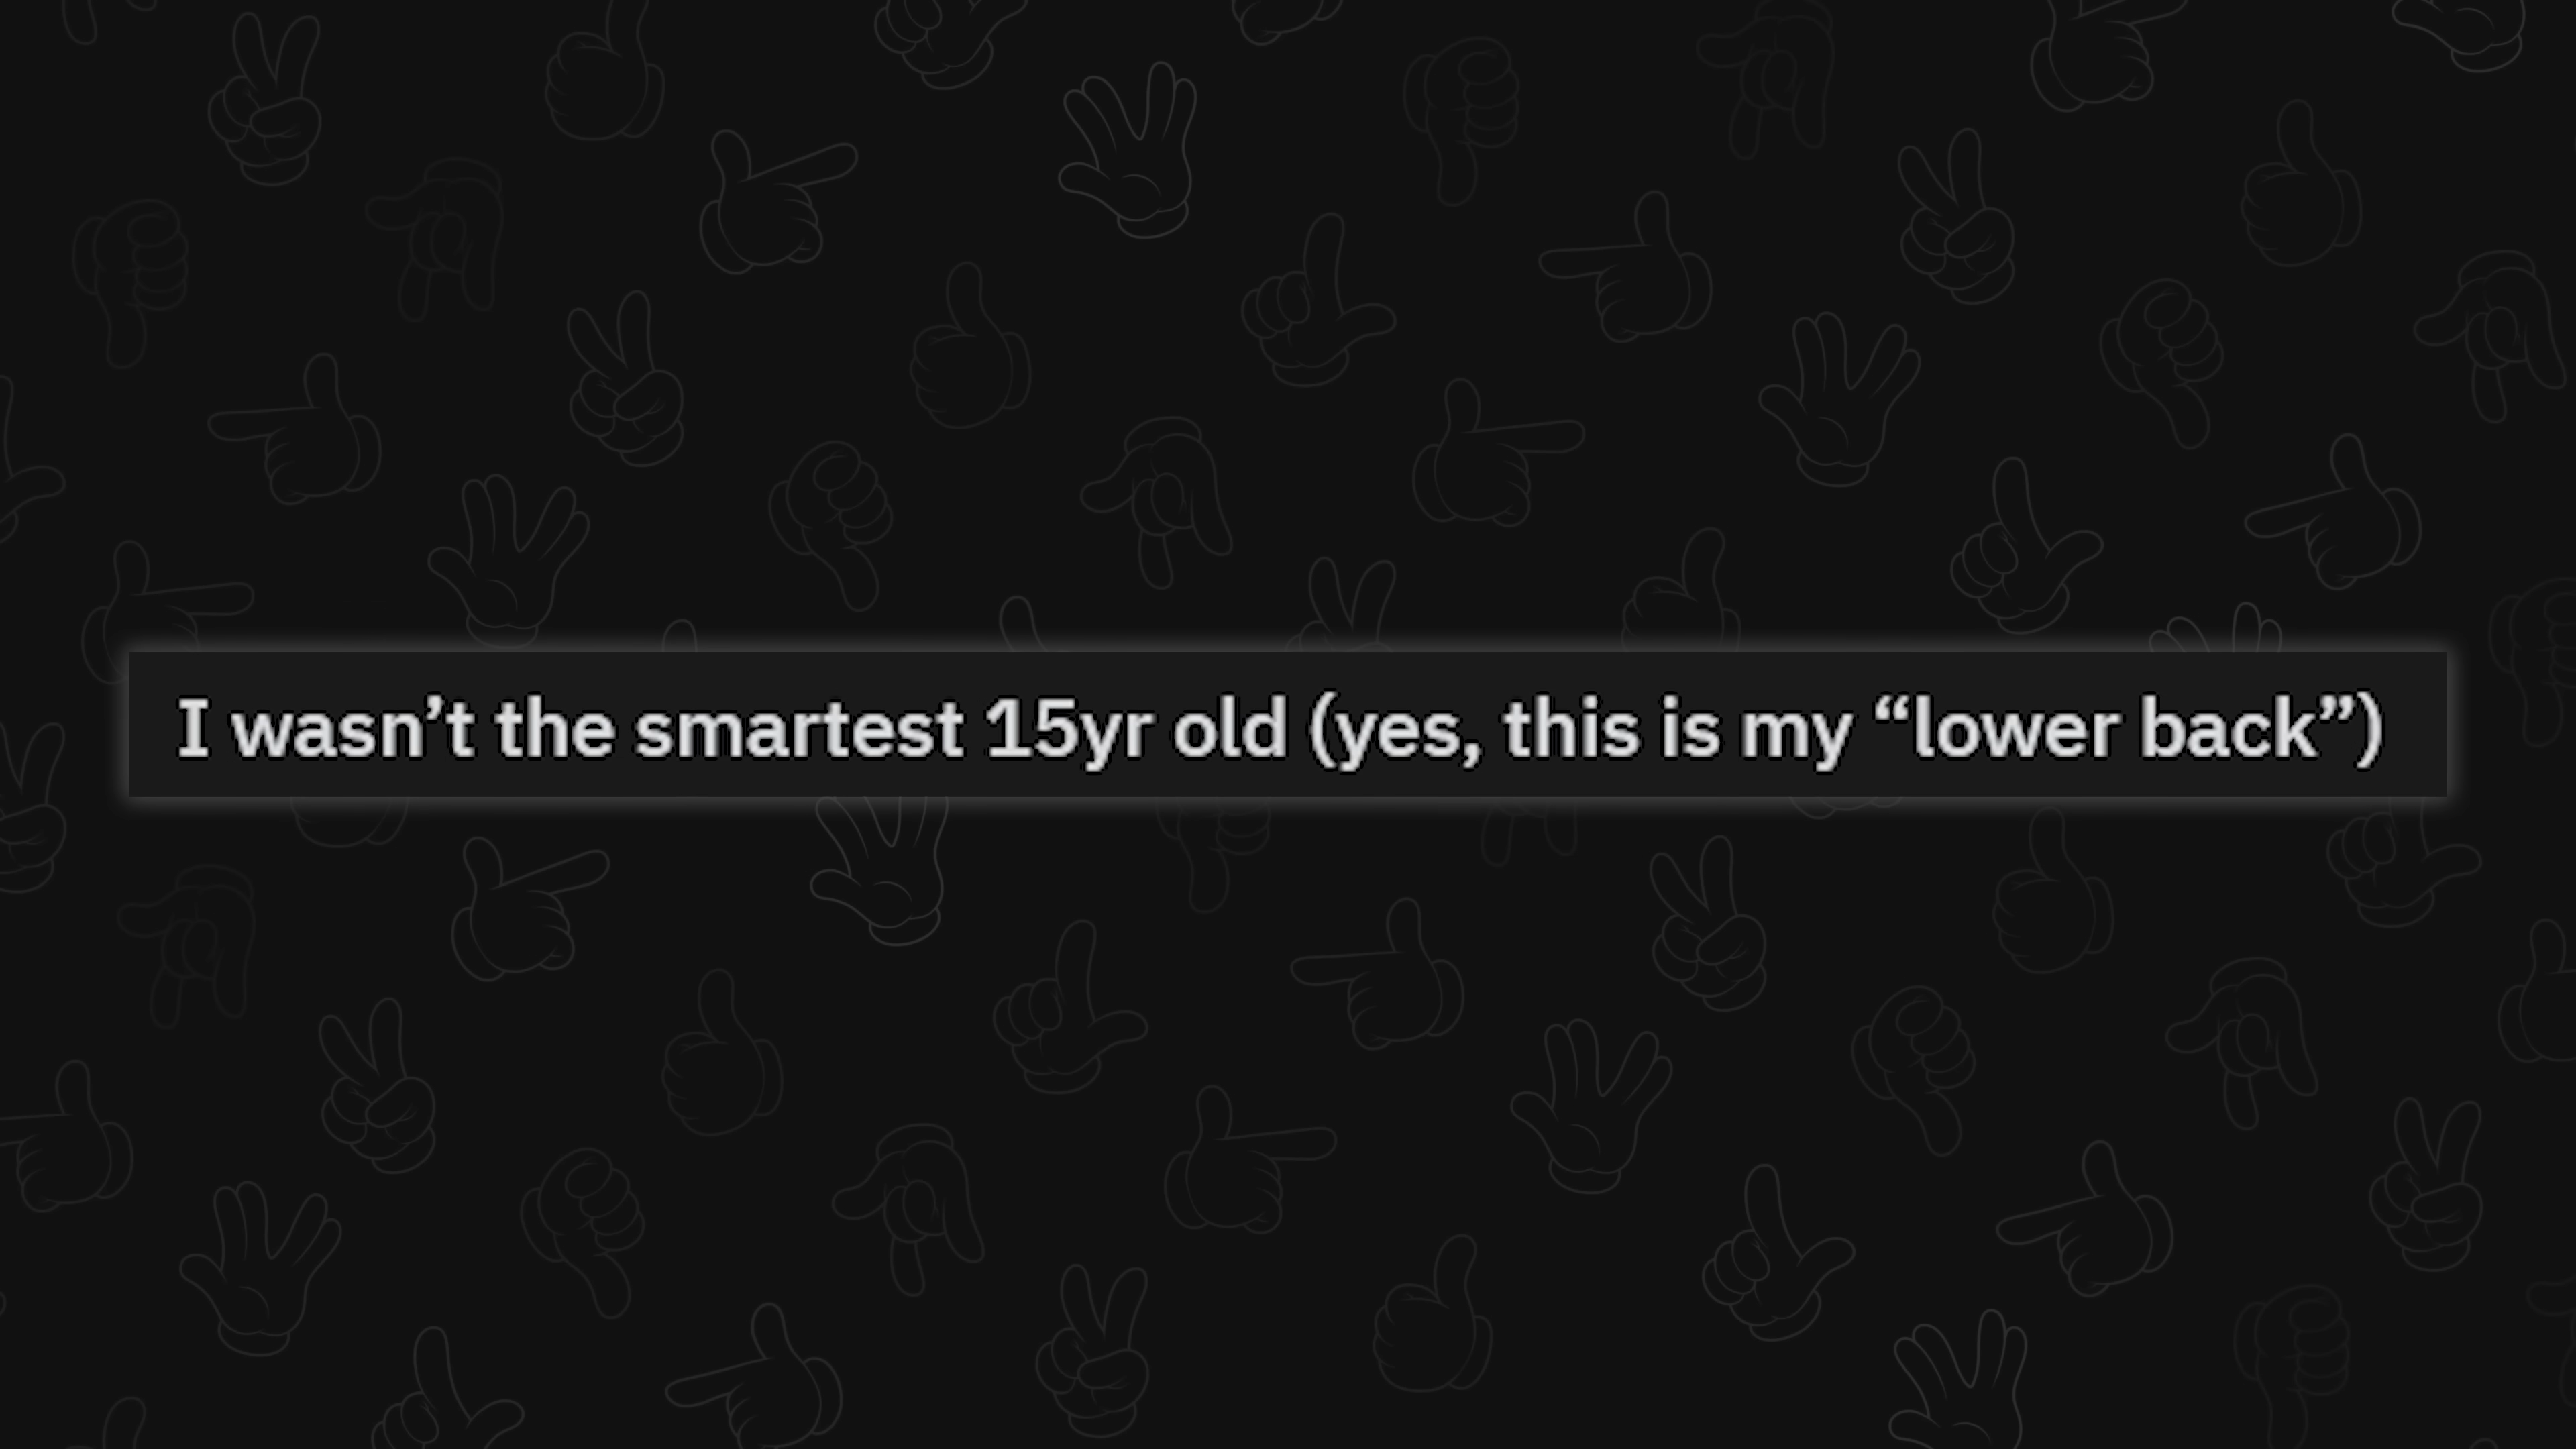 I wasn’t the smartest 15yr old (yes, this is my “lower back”)